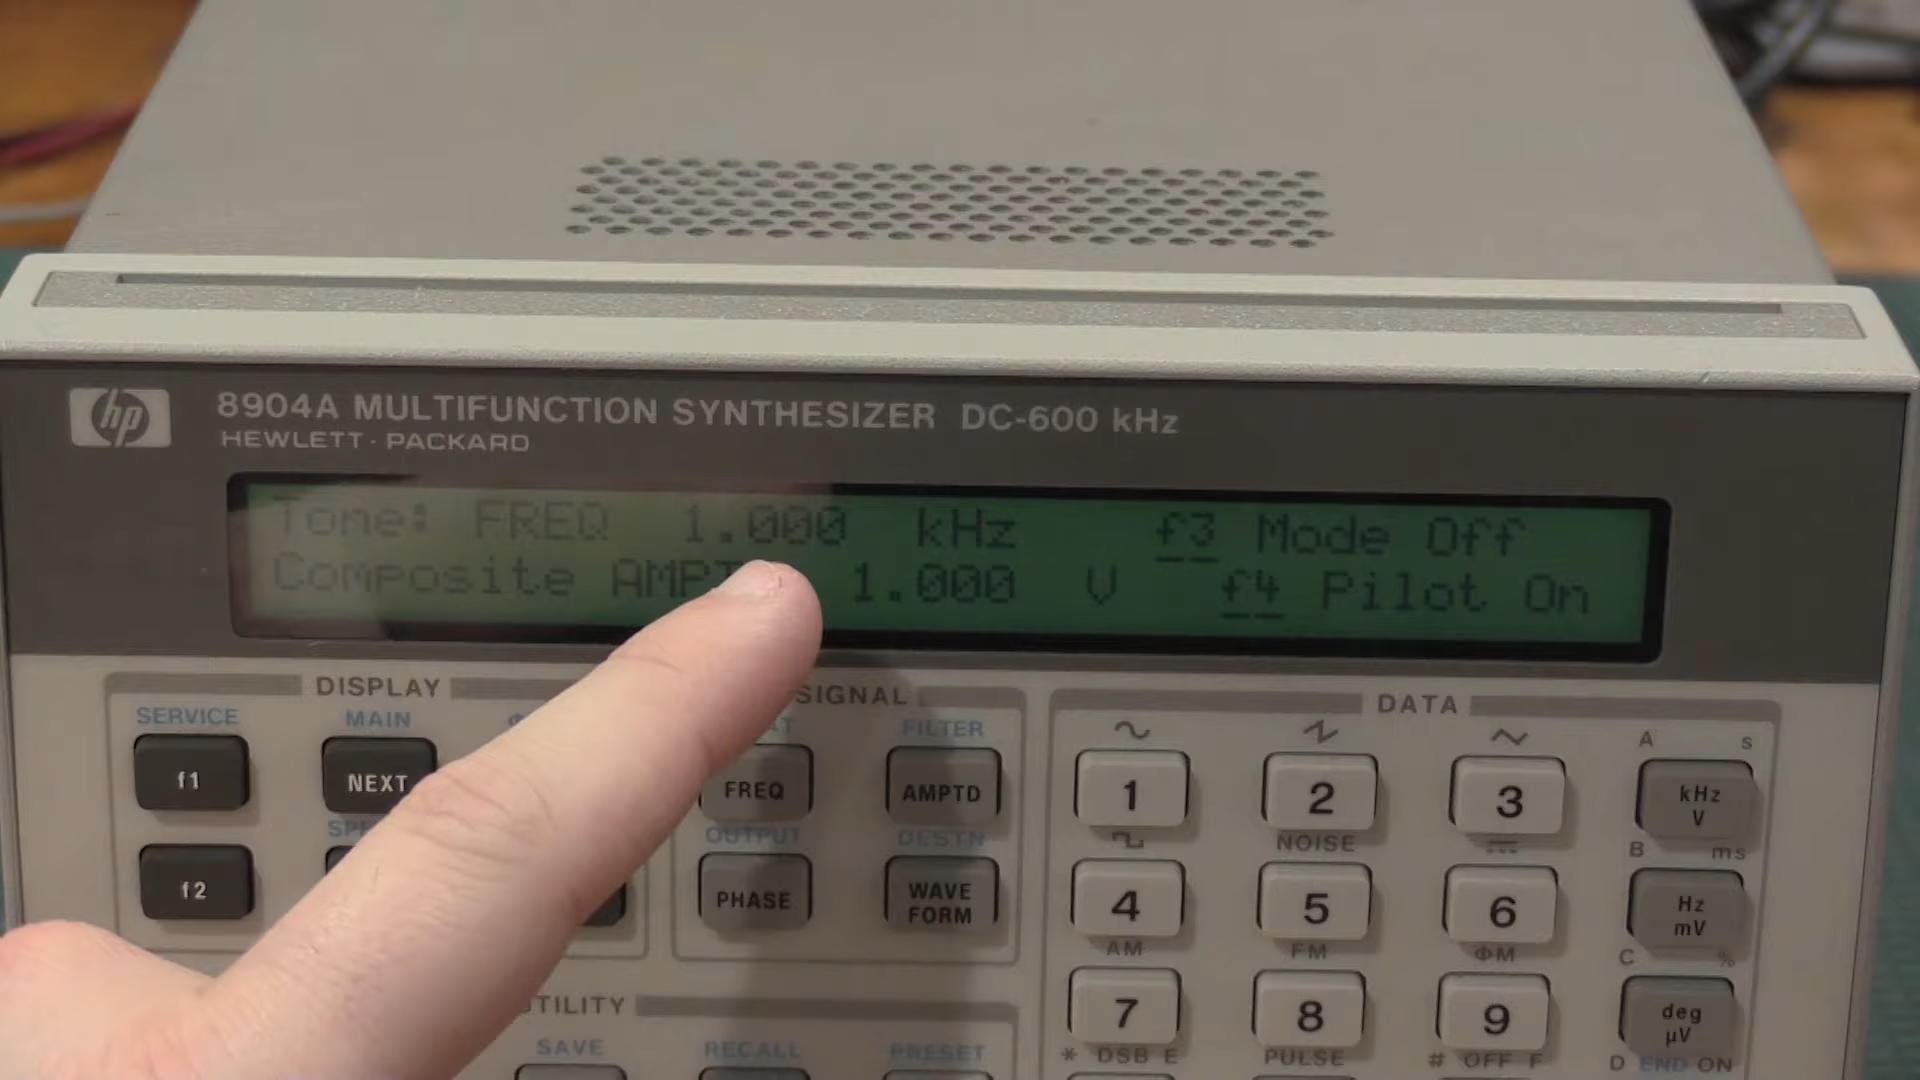 hp
8904A MULTIFUNCTION SYNTHESIZER DC-600 kHz
HEWLETT·PACKARD
Tone: FREQ 1.000 kHz f3 Mode Off
Composite 1.000 V f4 Pilot On
DISPLAY
SERVICE MAIN
f1 NEXT
f2
SIGNAL
FILTER
FREQ AMPTD
OUTPUT DESTN
PHASE WAVE FORM
UTILITY
SAVE RECALL PRESET
DATA
A s
1 2 3 kHz V
NOISE B ms
4 5 6 Hz mV
AM FM ΦM C %
7 8 9 deg µV
* DSB E PULSE # OFF F D END ON